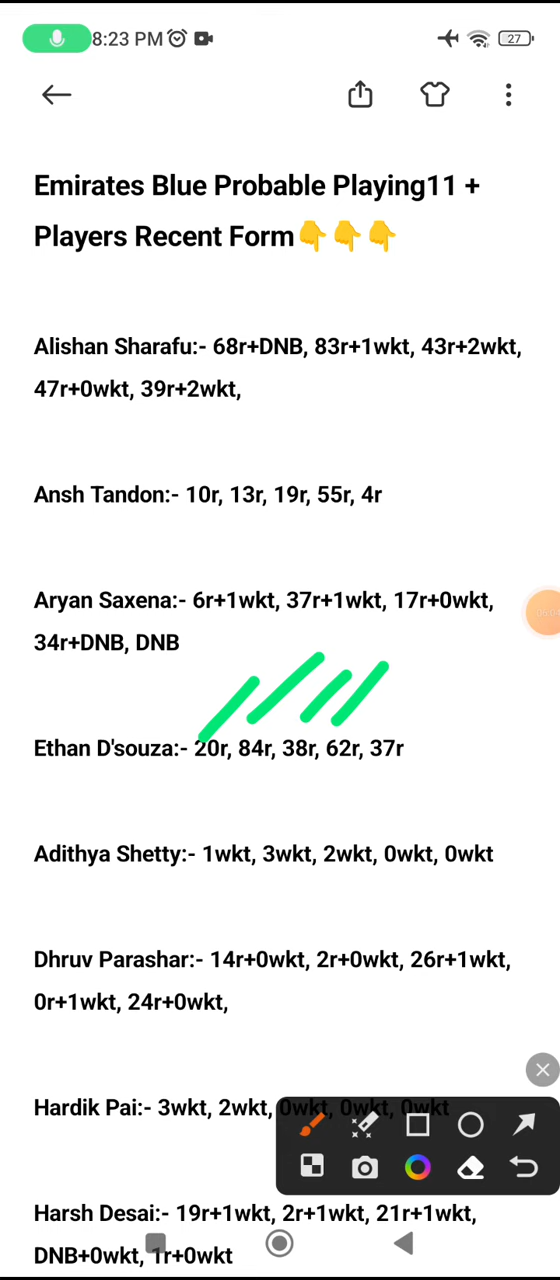 8:23 PM
27
Emirates Blue Probable Playing11 +
Players Recent Form👇👇👇
Alishan Sharafu:- 68r+DNB, 83r+1wkt, 43r+2wkt,
47r+0wkt, 39r+2wkt,
Ansh Tandon:- 10r, 13r, 19r, 55r, 4r
Aryan Saxena:- 6r+1wkt, 37r+1wkt, 17r+0wkt,
34r+DNB, DNB
Ethan D'souza:- 20r, 84r, 38r, 62r, 37r
Adithya Shetty:- 1wkt, 3wkt, 2wkt, 0wkt, 0wkt
Dhruv Parashar:- 14r+0wkt, 2r+0wkt, 26r+1wkt,
0r+1wkt, 24r+0wkt,
Hardik Pai:- 3wkt, 2wkt, 0wkt, 0wkt, 0wkt
Harsh Desai:- 19r+1wkt, 2r+1wkt, 21r+1wkt,
DNB+0wkt, 1r+0wkt